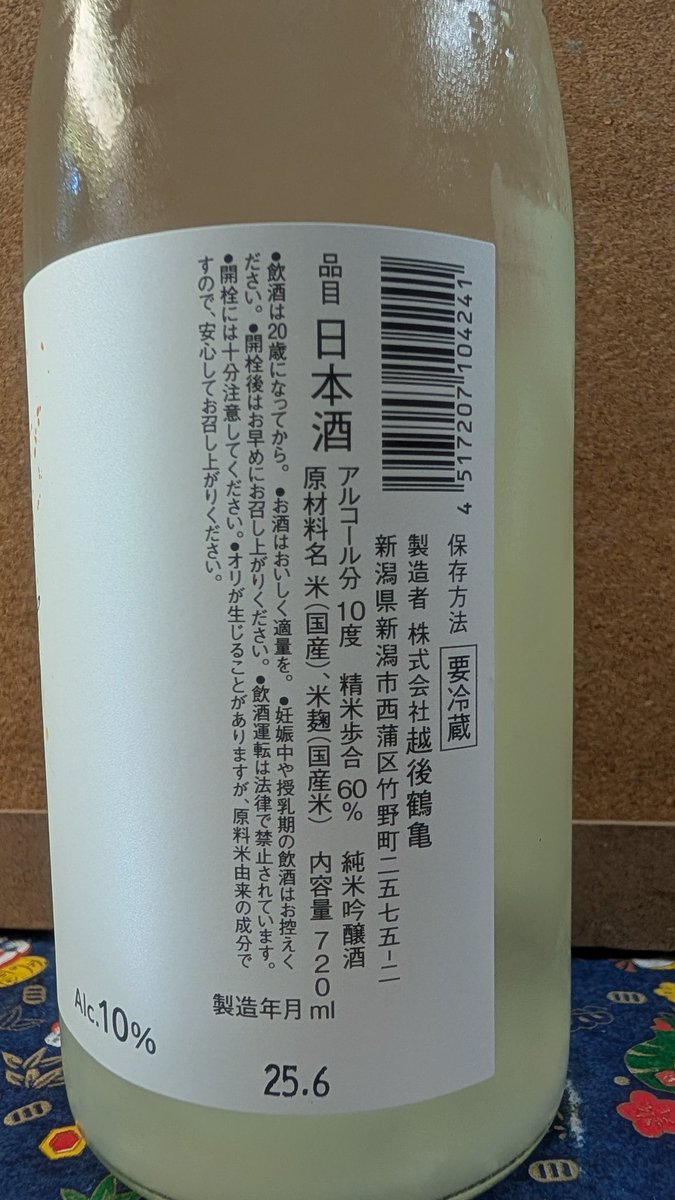 4 517207 104241
保存方法 要冷蔵
製造者 株式会社越後鶴亀
新潟県新潟市西蒲区竹野町二五七五-二
品目 日本酒
アルコール分 10度 精米歩合 60% 純米吟醸酒
原材料名 米(国産)、米麹(国産米) 内容量 720ml
●飲酒は20歳になってから。●お酒はおいしく適量を。●妊娠中や授乳期の飲酒はお控えく
ださい。●開栓後はお早めにお召し上がりください。●飲酒運転は法律で禁止されています。
●開栓には十分注意してください。●オリが生じることがありますが、原料米由来の成分で
すので、安心してお召し上がりください。
製造年月
25.6
Alc.10%